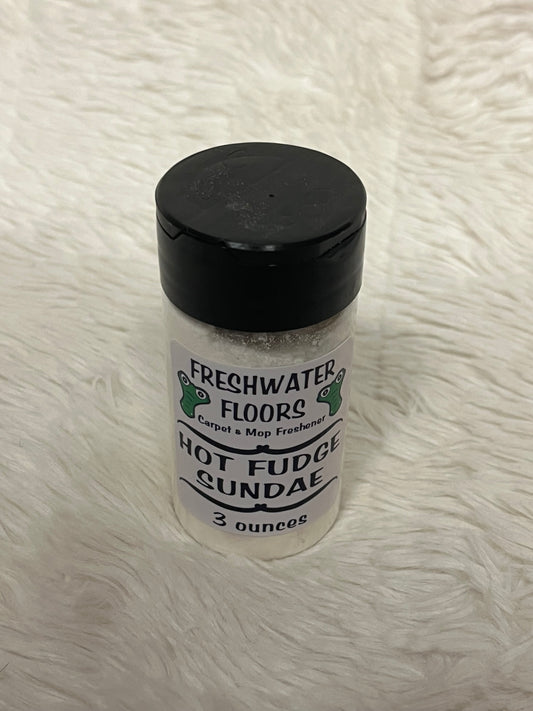 FRESHWATER
FLOORS
Carpet & Mop Freshener
HOT FUDGE
SUNDAE
3 ounces